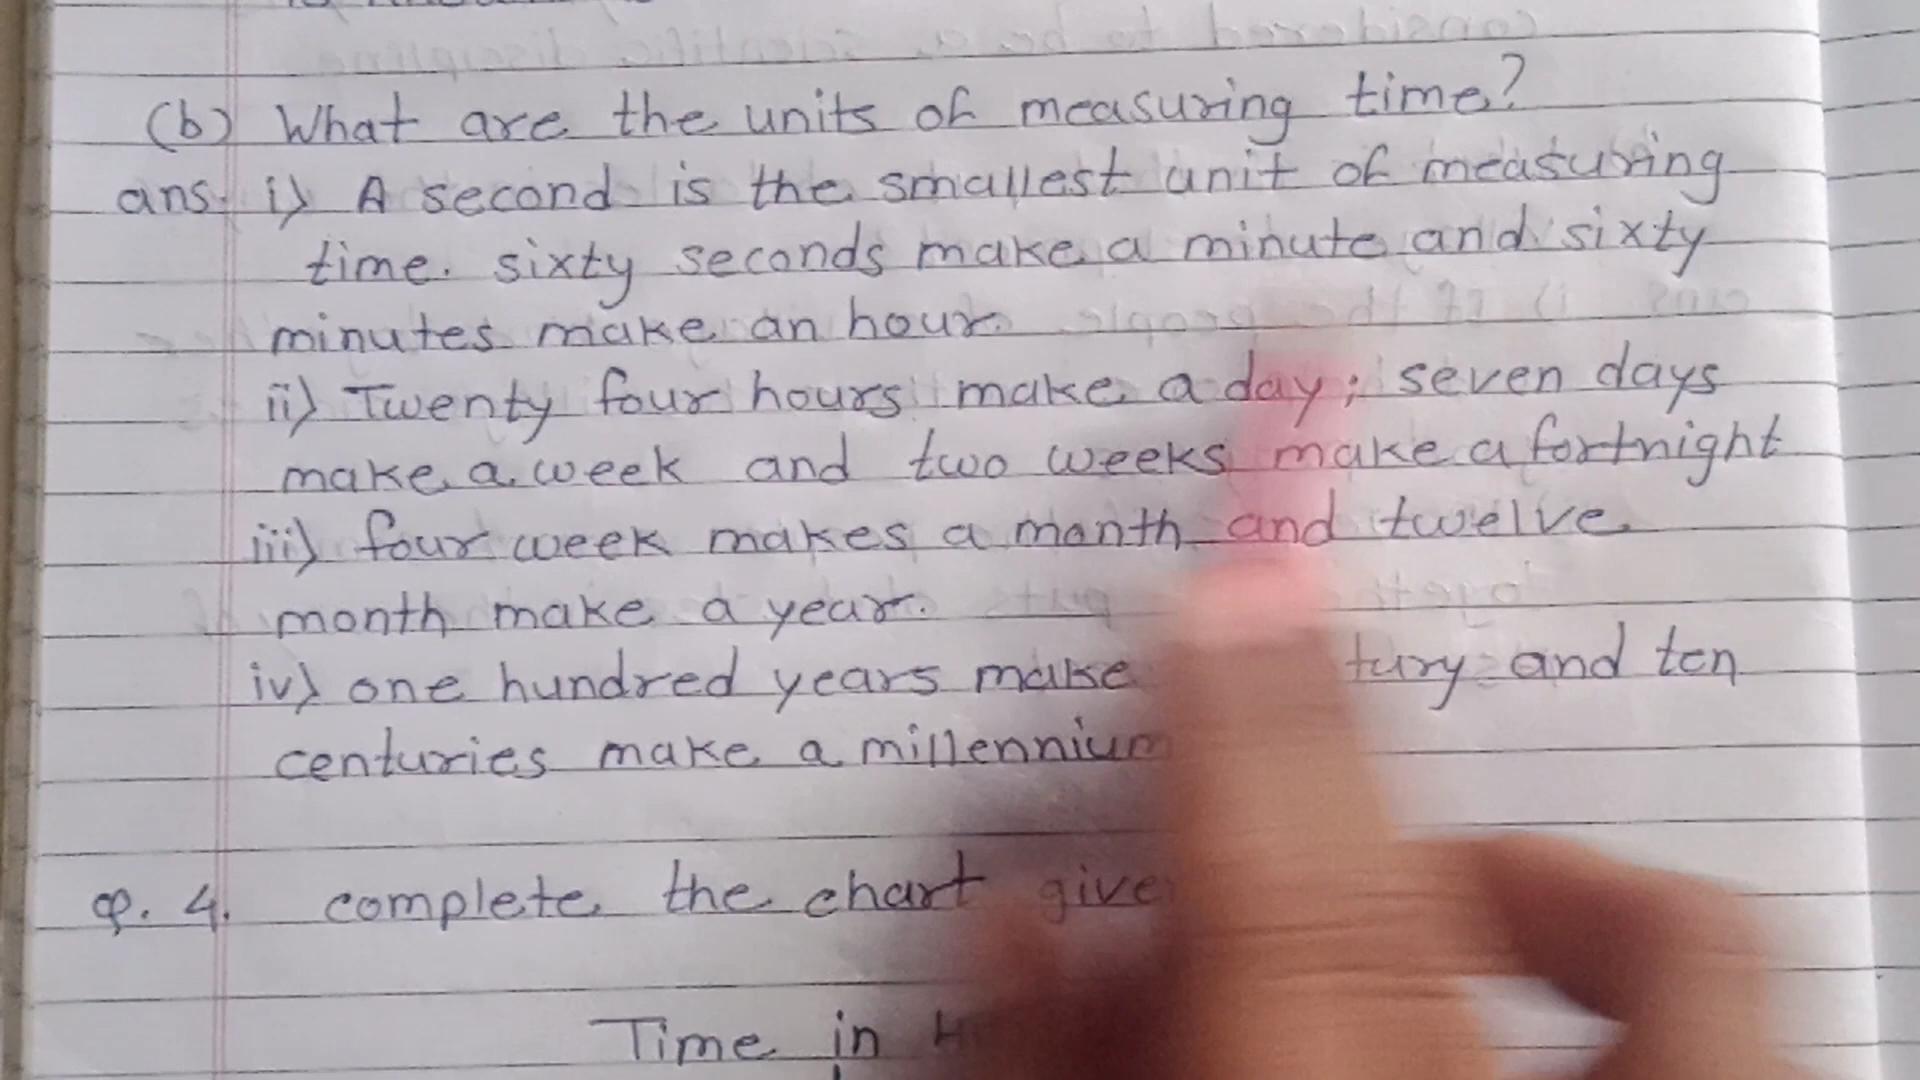 (b) What are the units of measuring time?
ans. i) A second is the smallest unit of measuring
time. sixty seconds make a minute and sixty
minutes make an hour.
ii) Twenty four hours make a day; seven days
make a week and two weeks make a fortnight
iii) four week makes a month and twelve
month make a year.
iv) one hundred years make tury and ten
centuries make a millennium
Q. 4. complete the chart give
Time in H